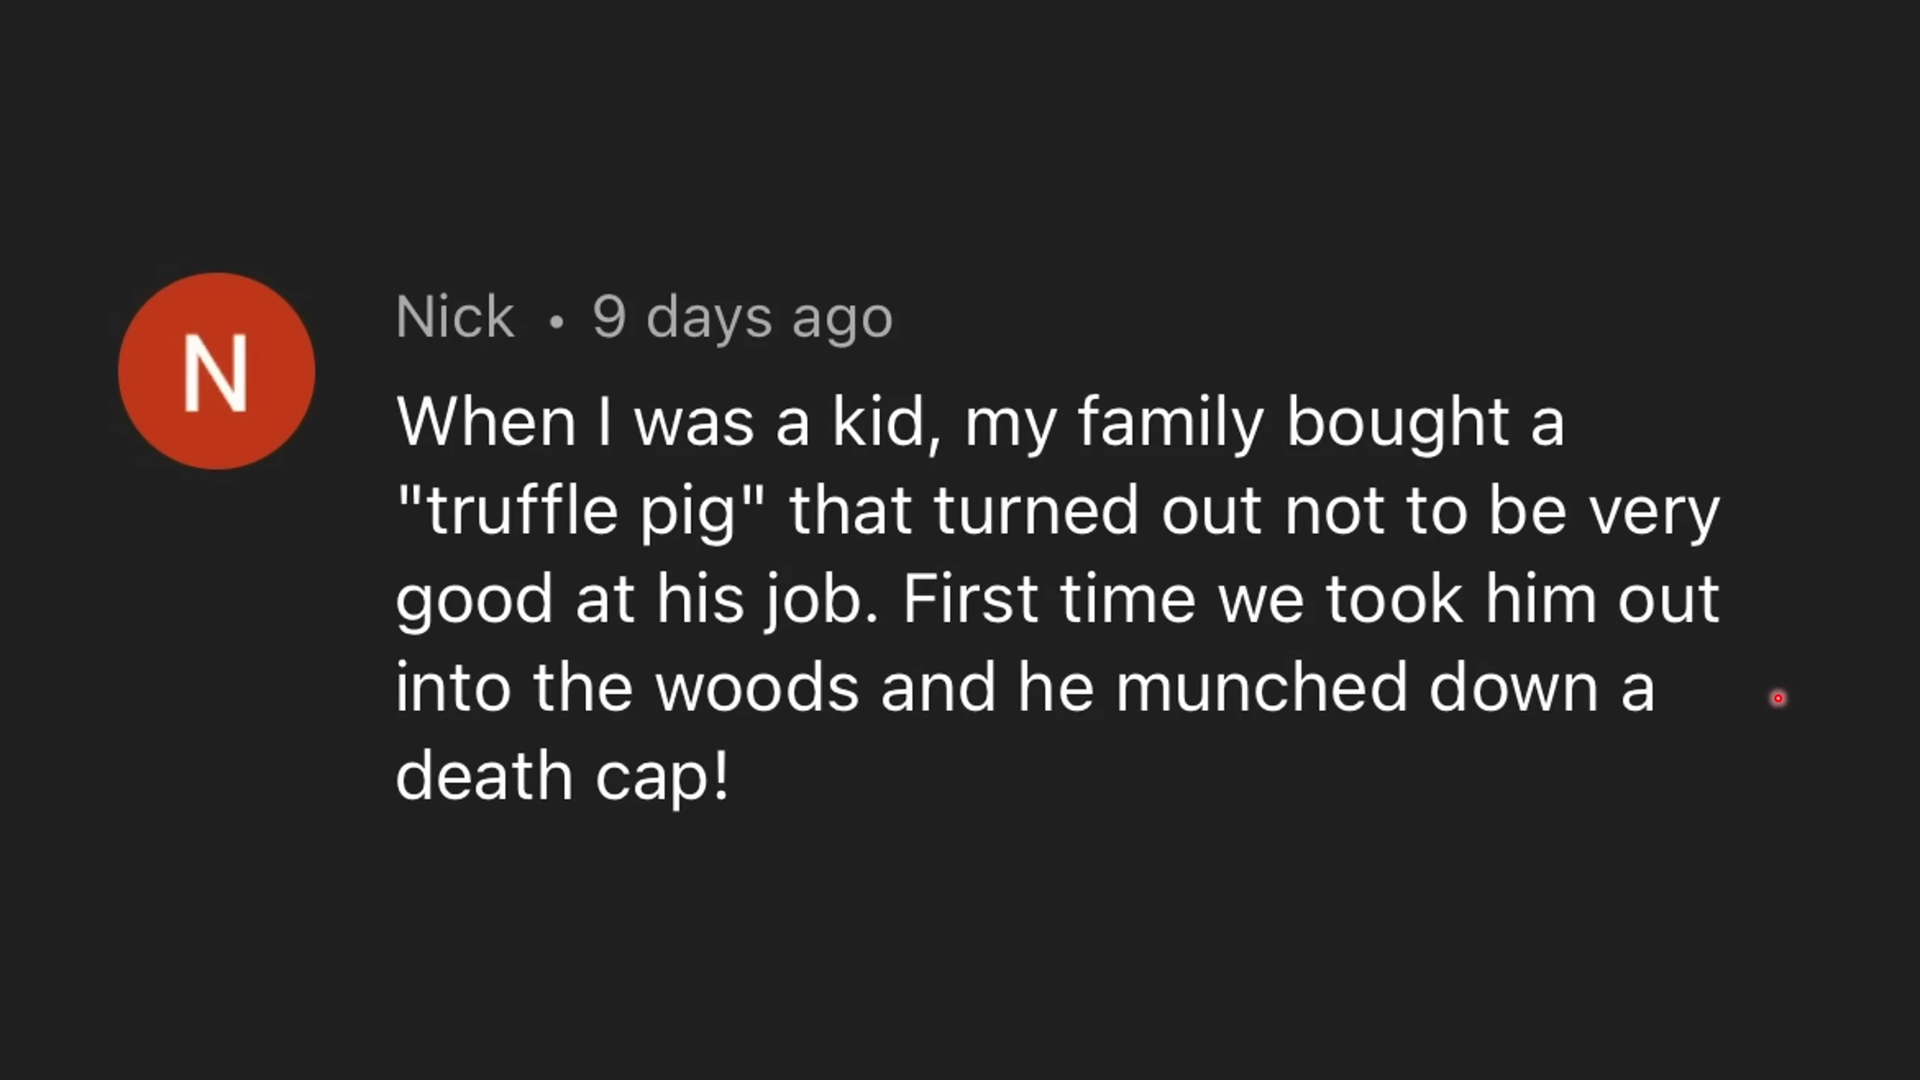 N
Nick • 9 days ago
When I was a kid, my family bought a
"truffle pig" that turned out not to be very
good at his job. First time we took him out
into the woods and he munched down a
death cap!